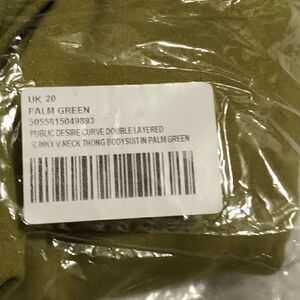 UK 20
PALM GREEN
5055815049893
PUBLIC DESIRE CURVE DOUBLE LAYERED
SLINKY V NECK THONG BODYSUIT IN PALM GREEN